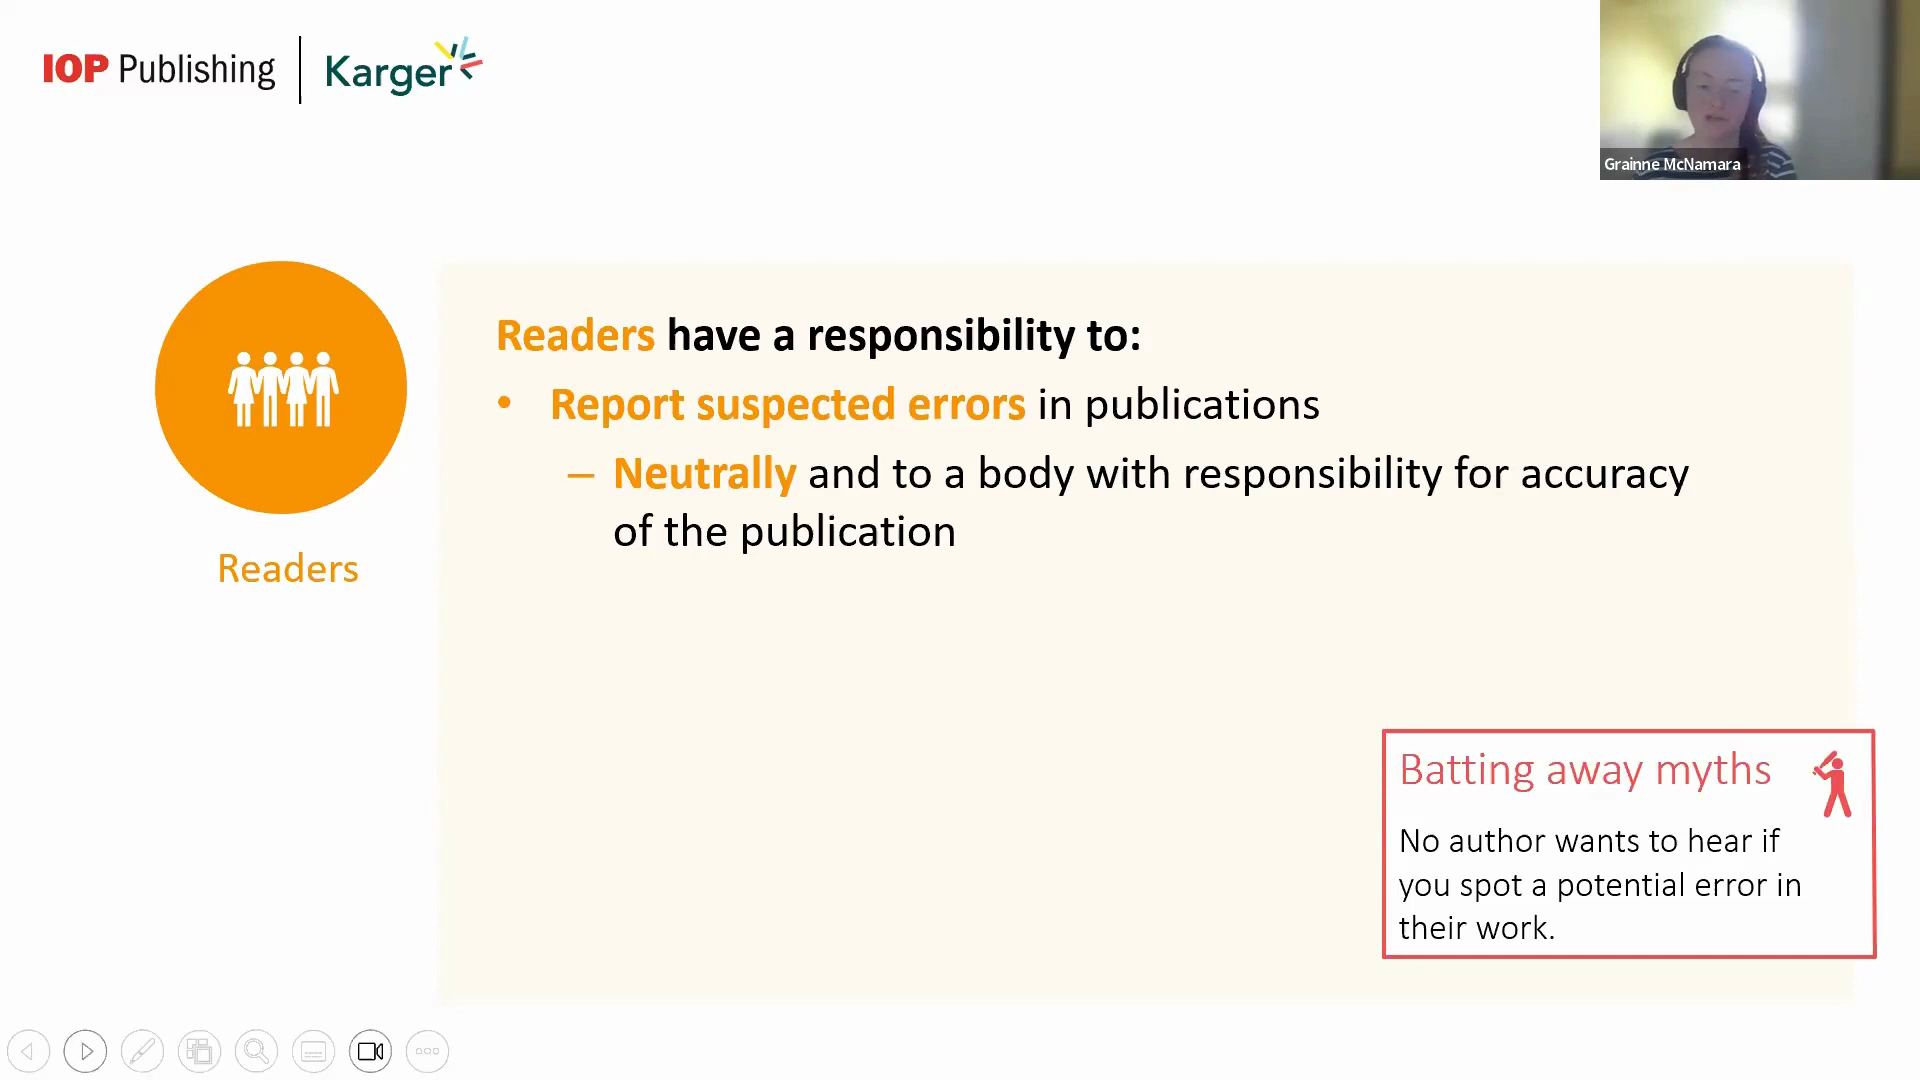 IOP Publishing
Karger
Grainne McNamara
Readers
Readers have a responsibility to:
• Report suspected errors in publications
– Neutrally and to a body with responsibility for accuracy
of the publication
Batting away myths
No author wants to hear if
you spot a potential error in
their work.